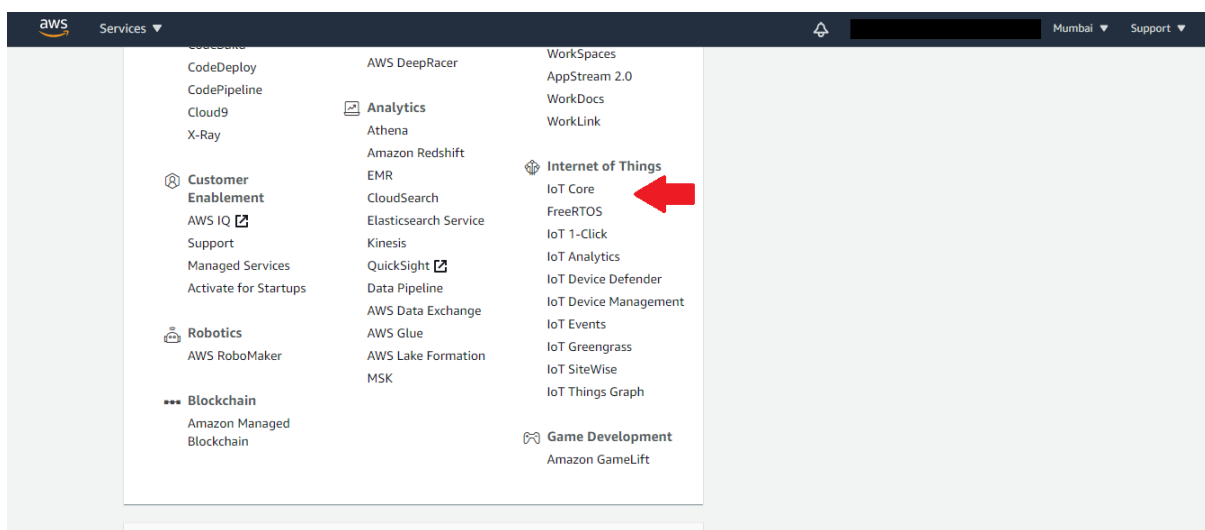 aws
Services ▼
Mumbai ▼
Support ▼
CodeBuild
CodeDeploy
CodePipeline
Cloud9
X-Ray
Customer
Enablement
AWS IQ
Support
Managed Services
Activate for Startups
Robotics
AWS RoboMaker
Blockchain
Amazon Managed
Blockchain
AWS DeepRacer
Analytics
Athena
Amazon Redshift
EMR
CloudSearch
Elasticsearch Service
Kinesis
QuickSight
Data Pipeline
AWS Data Exchange
AWS Glue
AWS Lake Formation
MSK
WorkSpaces
AppStream 2.0
WorkDocs
WorkLink
Internet of Things
IoT Core
FreeRTOS
IoT 1-Click
IoT Analytics
IoT Device Defender
IoT Device Management
IoT Events
IoT Greengrass
IoT SiteWise
IoT Things Graph
Game Development
Amazon GameLift